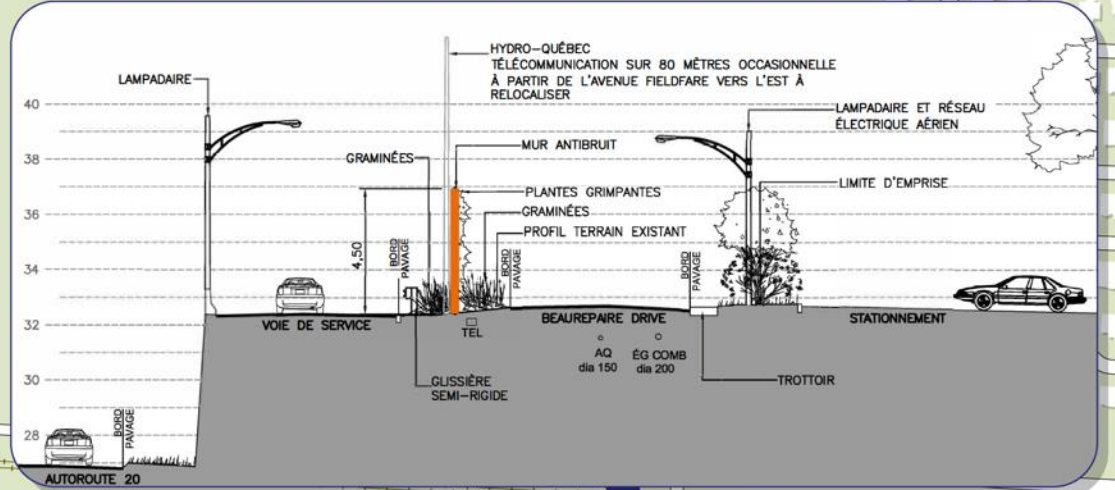 HYDRO-QUÉBEC
TÉLÉCOMMUNICATION SUR 80 MÈTRES OCCASIONNELLE
À PARTIR DE L'AVENUE FIELDFARE VERS L'EST À
RELOCALISER
LAMPADAIRE
40
LAMPADAIRE ET RÉSEAU
ÉLECTRIQUE AÉRIEN
38
MUR ANTIBRUIT
GRAMINÉES
LIMITE D'EMPRISE
PLANTES GRIMPANTES
36
GRAMINÉES
PROFIL TERRAIN EXISTANT
4,50
34
BORD
PAVAGE
BORD
PAVAGE
BORD
PAVAGE
32
VOIE DE SERVICE
TEL
BEAUREPAIRE DRIVE
STATIONNEMENT
AQ
dia 150
ÉG COMB
dia 200
30
GLISSIÈRE
SEMI-RIGIDE
TROTTOIR
28
BORD
PAVAGE
AUTOROUTE 20